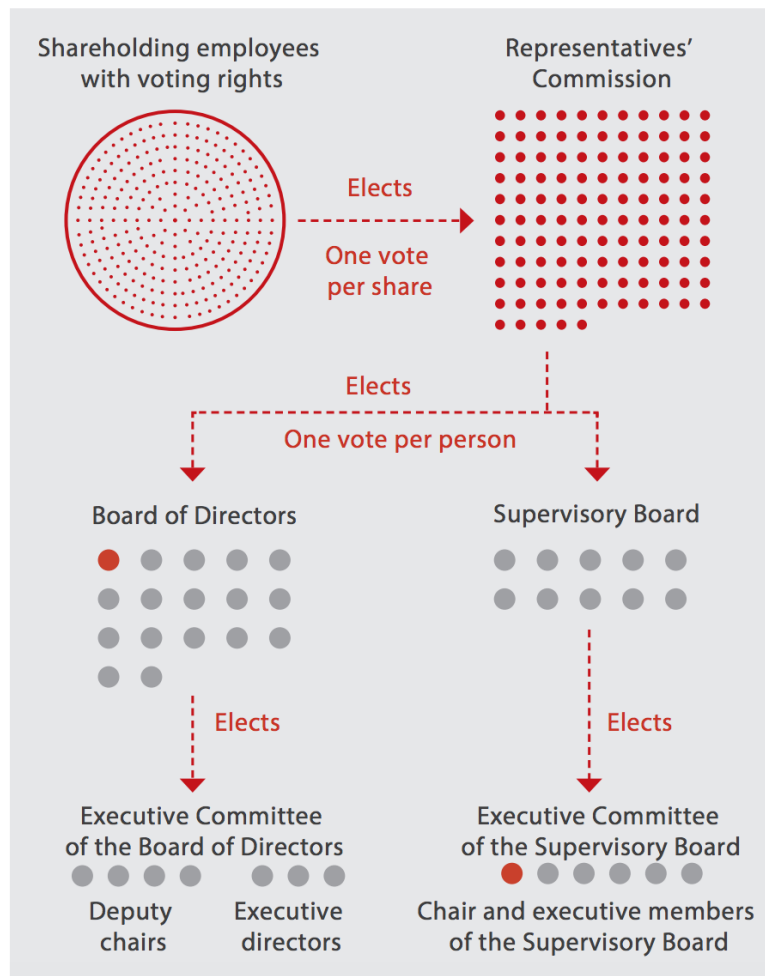 Shareholding employees
with voting rights
Representatives’
Commission
Elects
One vote
per share
Elects
One vote per person
Board of Directors
Supervisory Board
Elects
Elects
Executive Committee
of the Board of Directors
Executive Committee
of the Supervisory Board
Deputy
chairs
Executive
directors
Chair and executive members
of the Supervisory Board